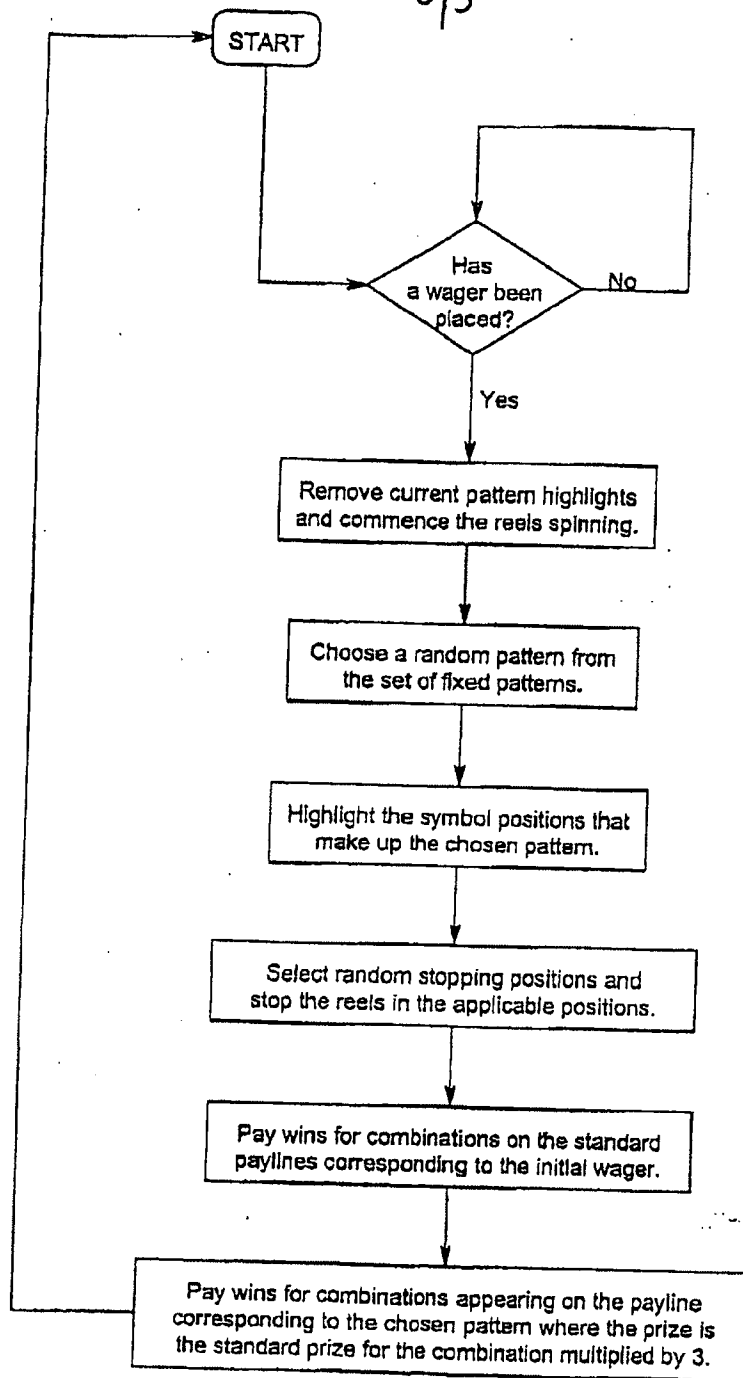 START
Has
a wager been
placed?
No
Yes
Remove current pattern highlights
and commence the reels spinning.
Choose a random pattern from
the set of fixed patterns.
Highlight the symbol positions that
make up the chosen pattern.
Select random stopping positions and
stop the reels in the applicable positions.
Pay wins for combinations on the standard
paylines corresponding to the initial wager.
Pay wins for combinations appearing on the payline
corresponding to the chosen pattern where the prize is
the standard prize for the combination multiplied by 3.